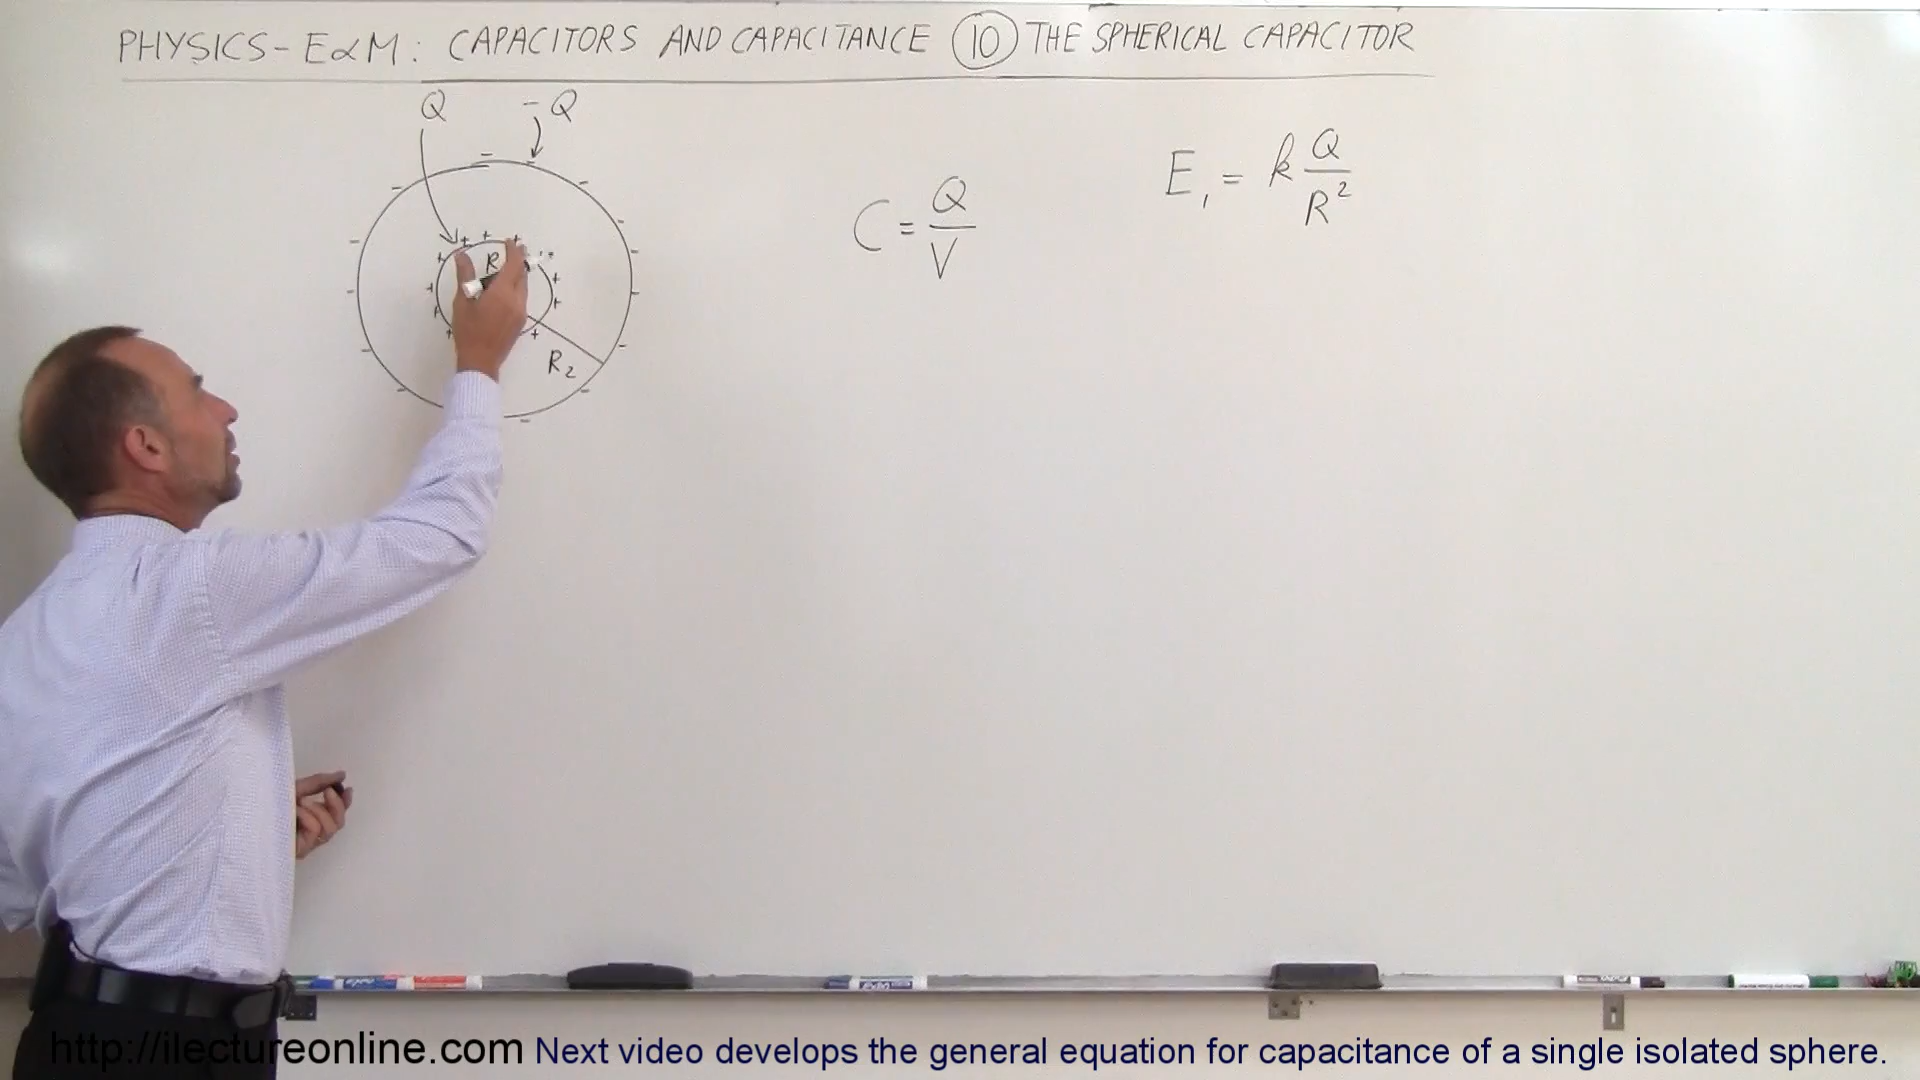 PHYSICS - E&M: CAPACITORS AND CAPACITANCE 10 THE SPHERICAL CAPACITOR
Q
-Q
R
R2
C = Q/V
E1 = k Q/R²
http://ilectureonline.com Next video develops the general equation for capacitance of a single isolated sphere.